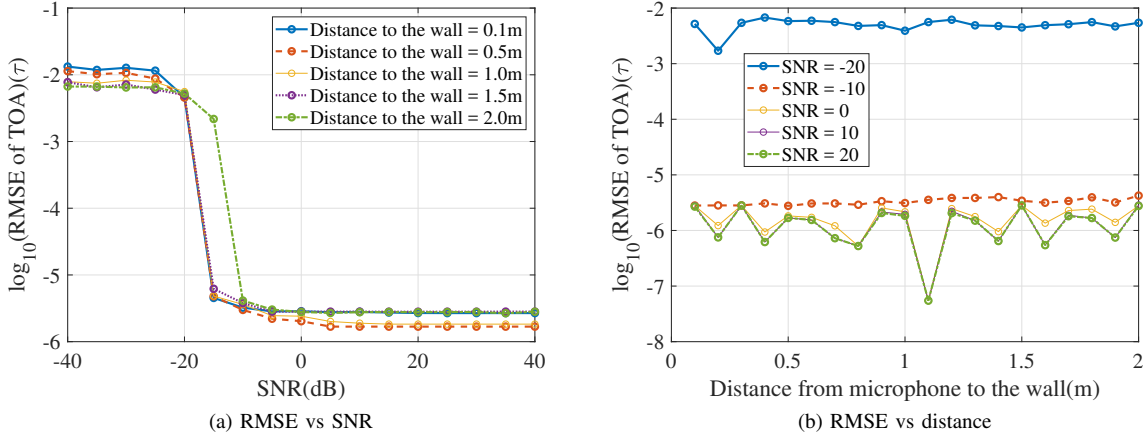 -1
-2
-3
-4
-5
-6
log10(RMSE of TOA)(τ)
Distance to the wall = 0.1m
Distance to the wall = 0.5m
Distance to the wall = 1.0m
Distance to the wall = 1.5m
Distance to the wall = 2.0m
-40 -20 0 20 40
SNR(dB)
(a) RMSE vs SNR
-2
-3
-4
-5
-6
-7
-8
log10(RMSE of TOA)(τ)
SNR = -20
SNR = -10
SNR = 0
SNR = 10
SNR = 20
0 0.5 1 1.5 2
Distance from microphone to the wall(m)
(b) RMSE vs distance